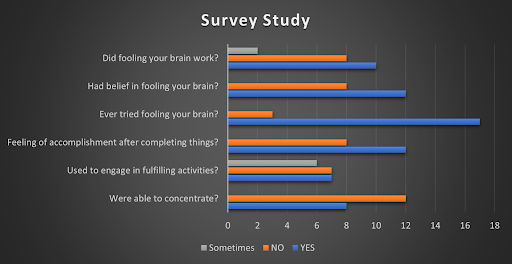 Survey Study
Did fooling your brain work?
Had belief in fooling your brain?
Ever tried fooling your brain?
Feeling of accomplishment after completing things?
Used to engage in fulfilling activities?
Were able to concentrate?
0 2 4 6 8 10 12 14 16 18
Sometimes NO YES